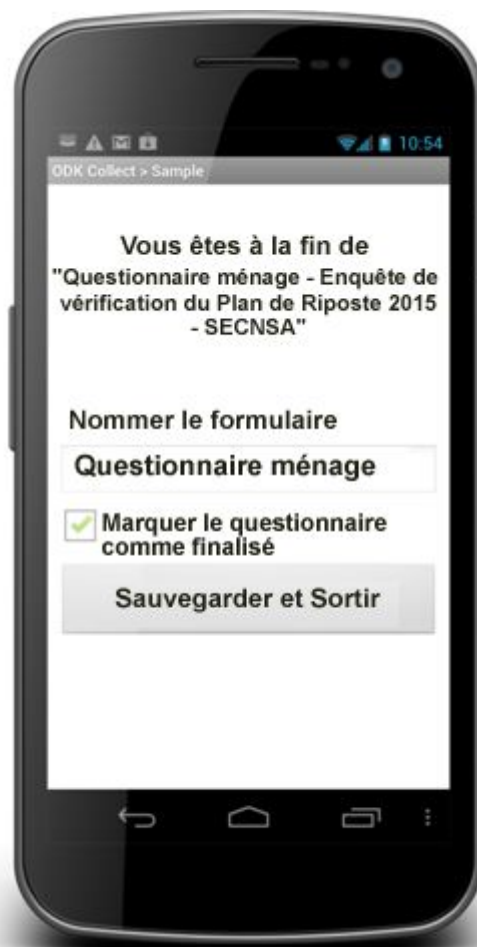 10:54
ODK Collect > Sample
Vous êtes à la fin de
"Questionnaire ménage - Enquête de
vérification du Plan de Riposte 2015
- SECNSA"
Nommer le formulaire
Questionnaire ménage
Marquer le questionnaire
comme finalisé
Sauvegarder et Sortir